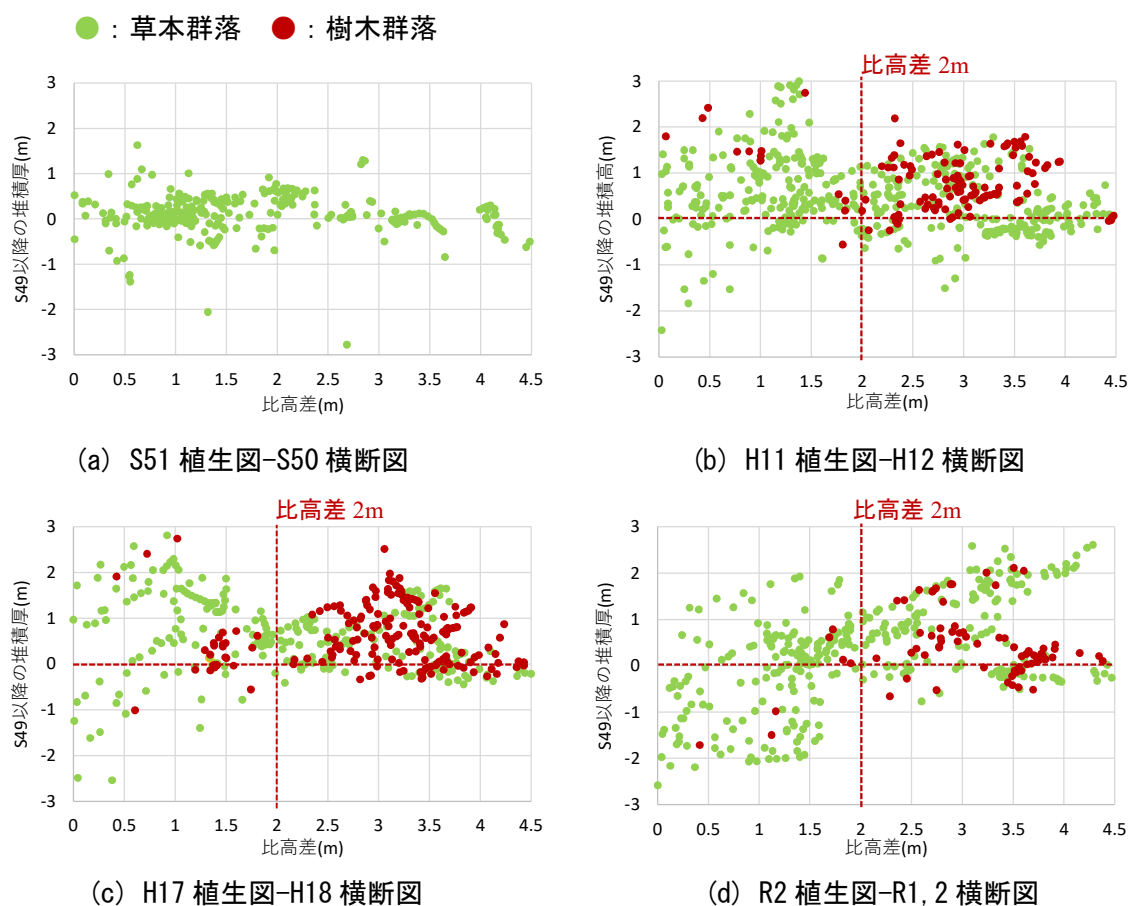 ●：草本群落 ●：樹木群落
3
2
1
0
-1
-2
-3
S49以降の堆積厚(m)
0 0.5 1 1.5 2 2.5 3 3.5 4 4.5
比高差(m)
(a) S51 植生図-S50 横断図
比高差 2m
3
2
1
0
-1
-2
-3
S49以降の堆積高(m)
0 0.5 1 1.5 2 2.5 3 3.5 4 4.5
比高差(m)
(b) H11 植生図-H12 横断図
比高差 2m
3
2
1
0
-1
-2
-3
S49以降の堆積厚(m)
0 0.5 1 1.5 2 2.5 3 3.5 4 4.5
比高差(m)
(c) H17 植生図-H18 横断図
比高差 2m
3
2
1
0
-1
-2
-3
S49以降の堆積厚(m)
0 0.5 1 1.5 2 2.5 3 3.5 4 4.5
比高差(m)
(d) R2 植生図-R1,2 横断図